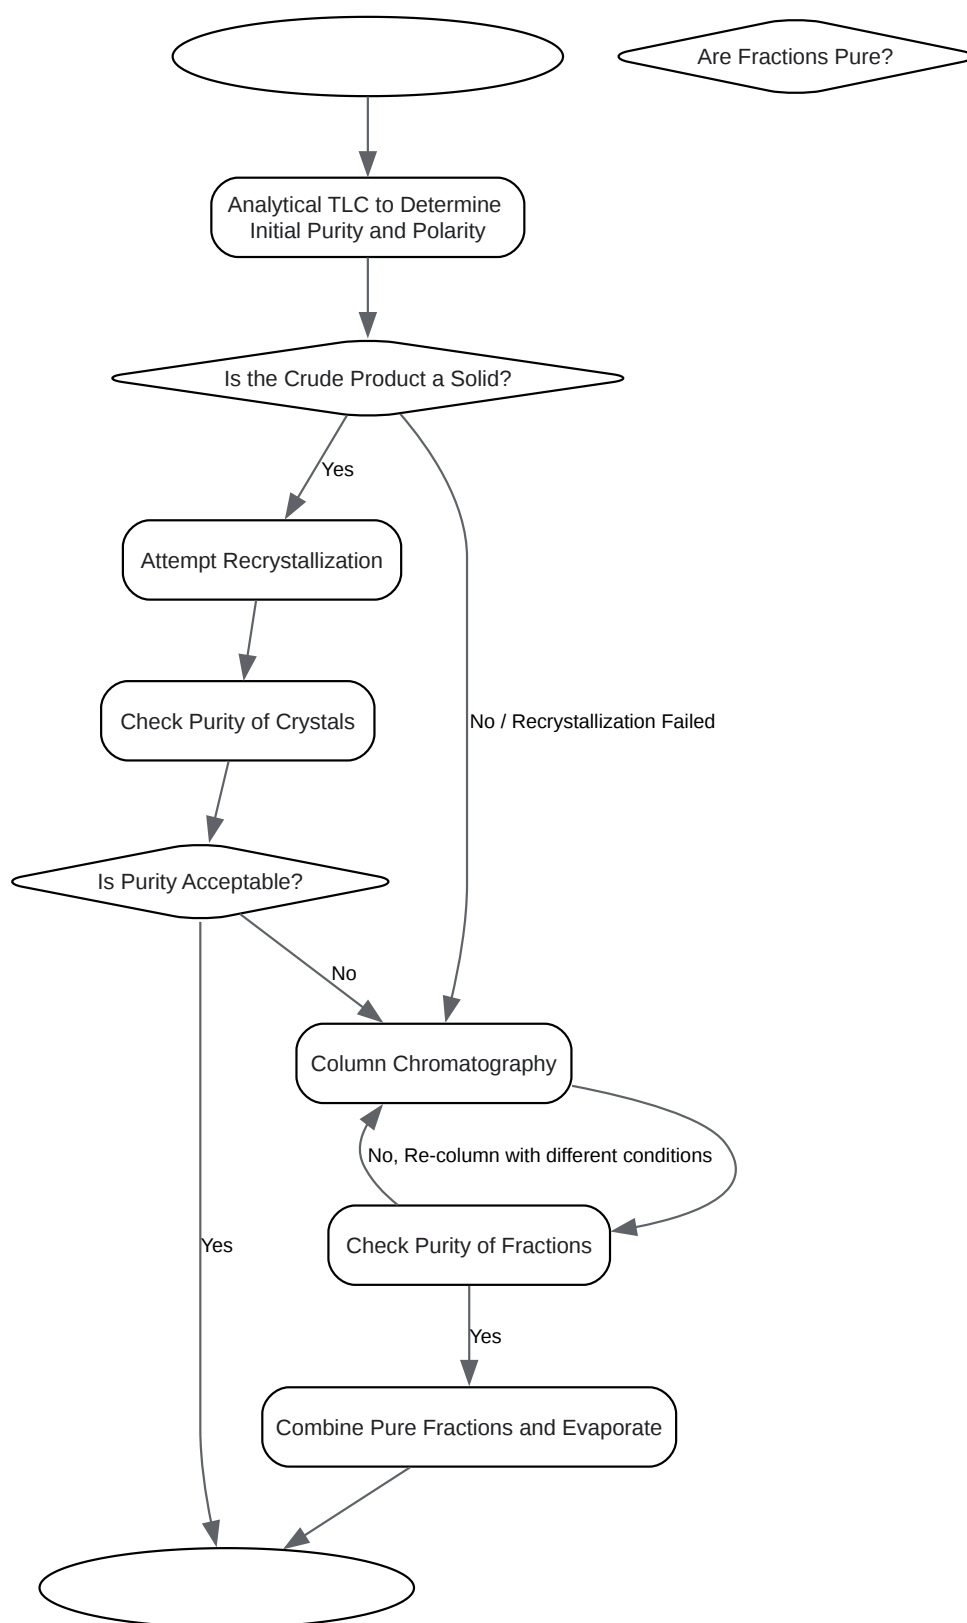 Are Fractions Pure?
Analytical TLC to Determine
Initial Purity and Polarity
Is the Crude Product a Solid?
Yes
Attempt Recrystallization
Check Purity of Crystals
No / Recrystallization Failed
Is Purity Acceptable?
No
Column Chromatography
No, Re-column with different conditions
Check Purity of Fractions
Yes
Yes
Combine Pure Fractions and Evaporate